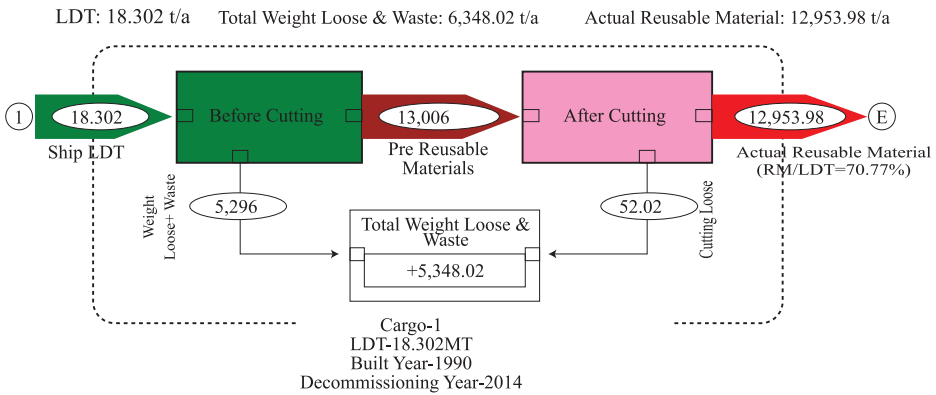 LDT: 18.302 t/a
Total Weight Loose & Waste: 6,348.02 t/a
Actual Reusable Material: 12,953.98 t/a
1
18.302
Ship LDT
Before Cutting
13,006
Pre Reusable
Materials
After Cutting
12,953.98
E
Actual Reusable Material
(RM/LDT=70.77%)
Weight
Loose+ Waste
5,296
52.02
Cutting Loose
Total Weight Loose &
Waste
+5,348.02
Cargo-1
LDT-18.302MT
Built Year-1990
Decommissioning Year-2014